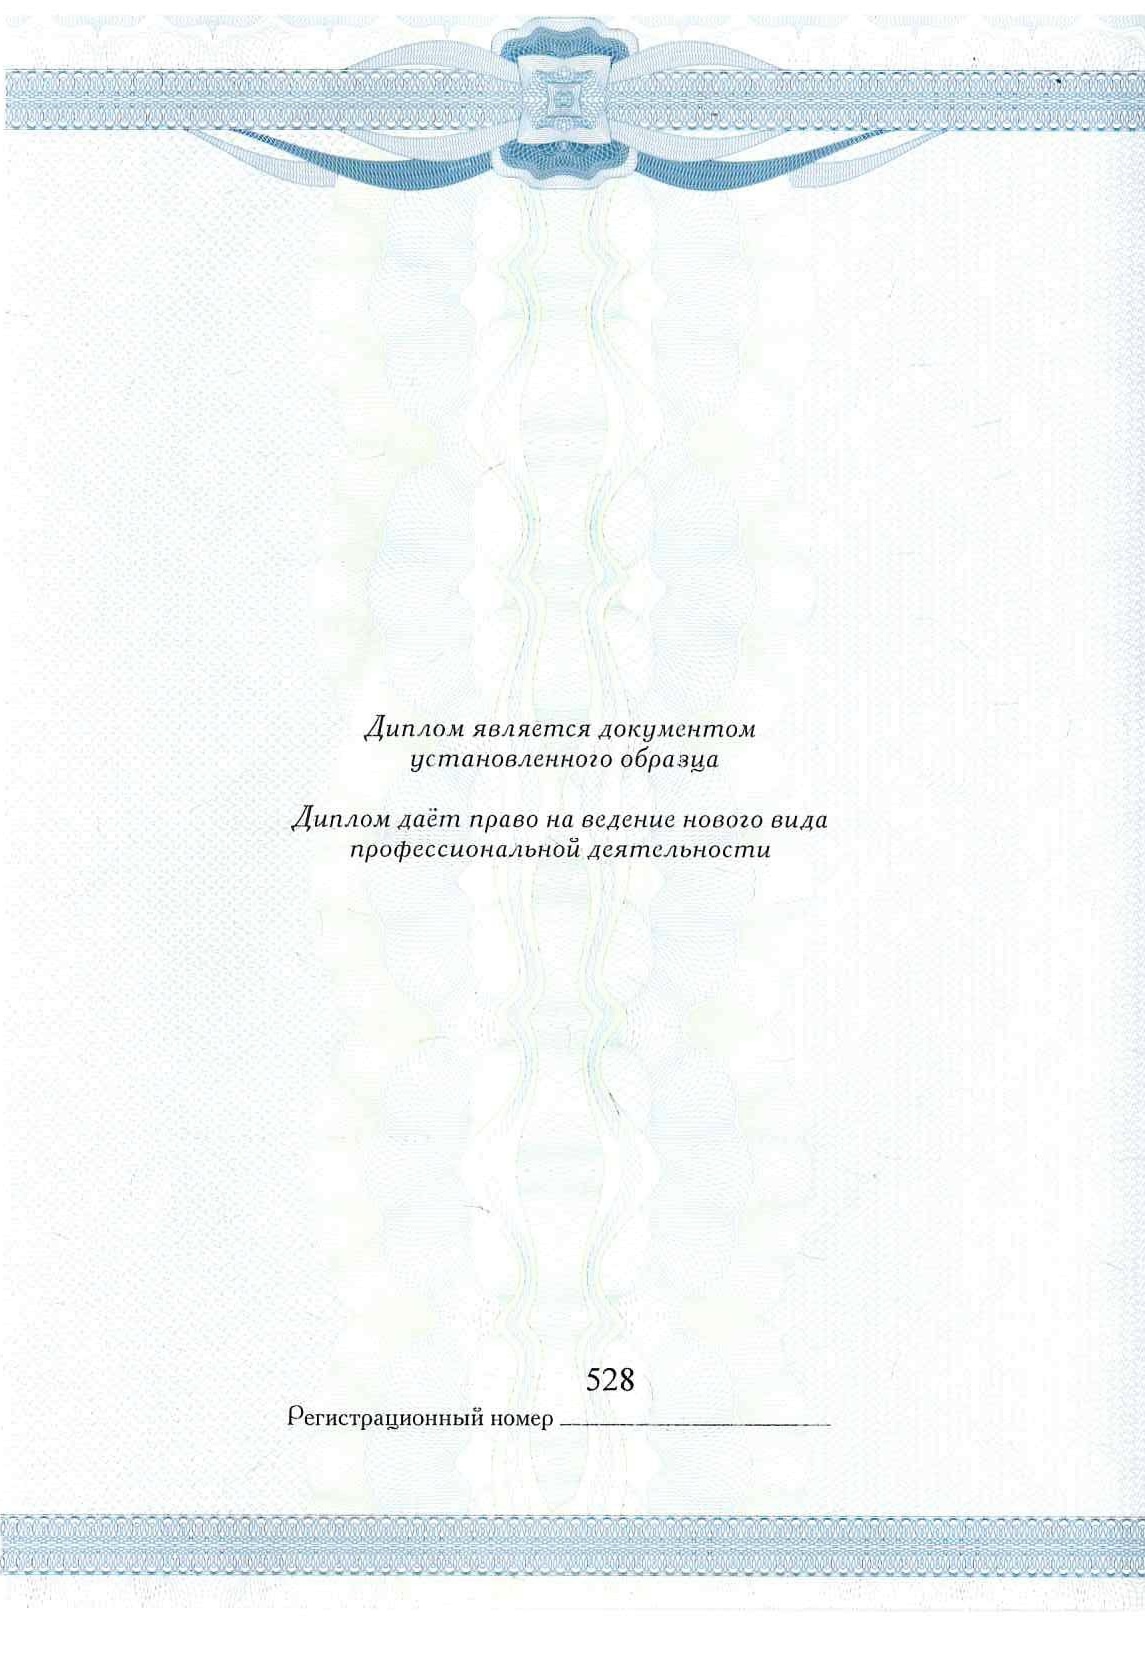 Диплом является документом
установленного образца
Диплом даёт право на ведение нового вида
профессиональной деятельности
528
Регистрационный номер